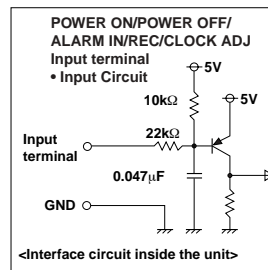 POWER ON/POWER OFF/
ALARM IN/REC/CLOCK ADJ
Input terminal
• Input Circuit
5V
10kΩ
5V
Input
terminal
22kΩ
0.047µF
GND
<Interface circuit inside the unit>